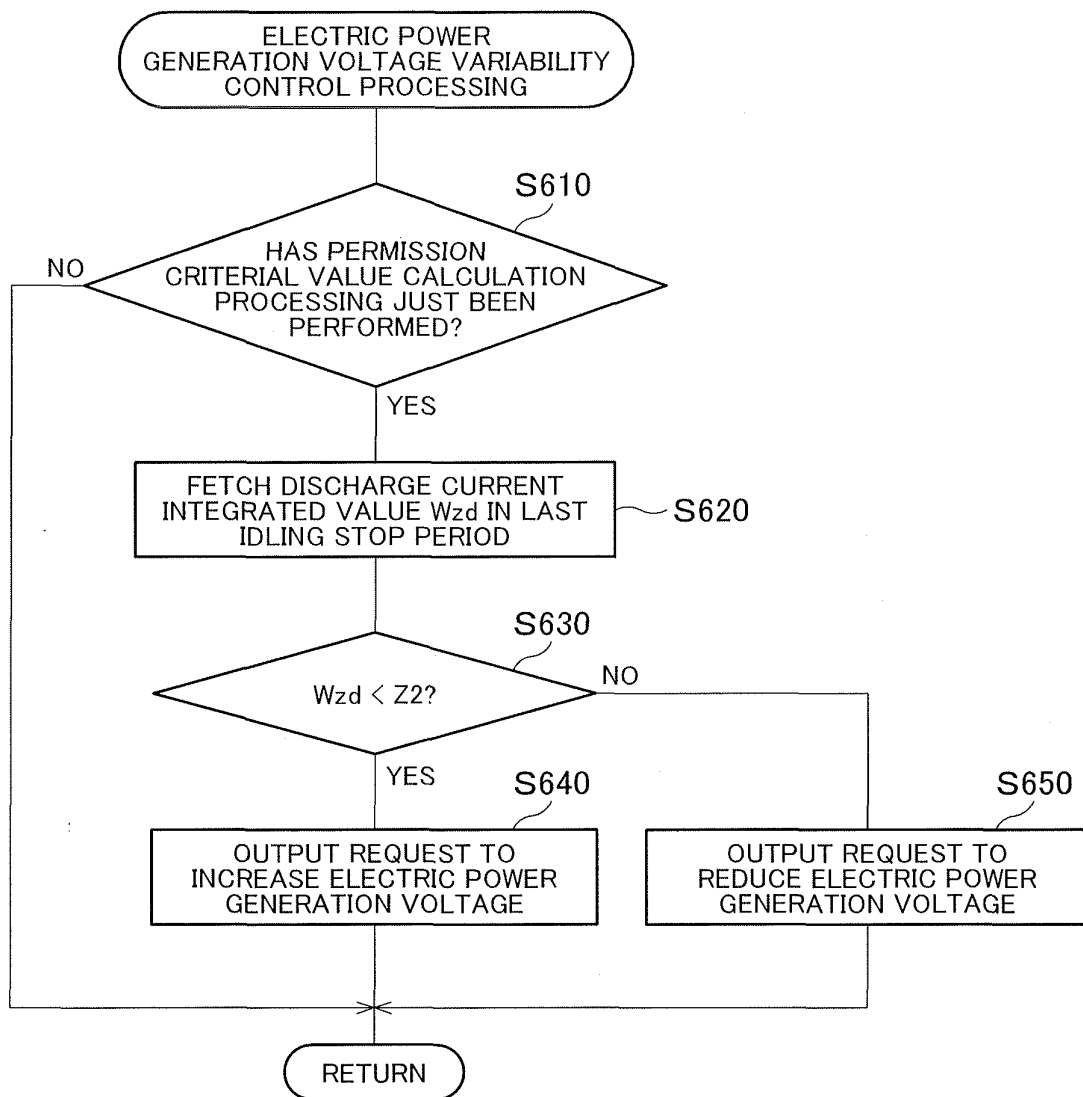 ELECTRIC POWER
GENERATION VOLTAGE VARIABILITY
CONTROL PROCESSING
S610
HAS PERMISSION
CRITERIAL VALUE CALCULATION
PROCESSING JUST BEEN
PERFORMED?
NO
YES
FETCH DISCHARGE CURRENT
INTEGRATED VALUE Wzd IN LAST
IDLING STOP PERIOD
S620
S630
Wzd < Z2?
NO
YES
S640
OUTPUT REQUEST TO
INCREASE ELECTRIC POWER
GENERATION VOLTAGE
S650
OUTPUT REQUEST TO
REDUCE ELECTRIC POWER
GENERATION VOLTAGE
RETURN